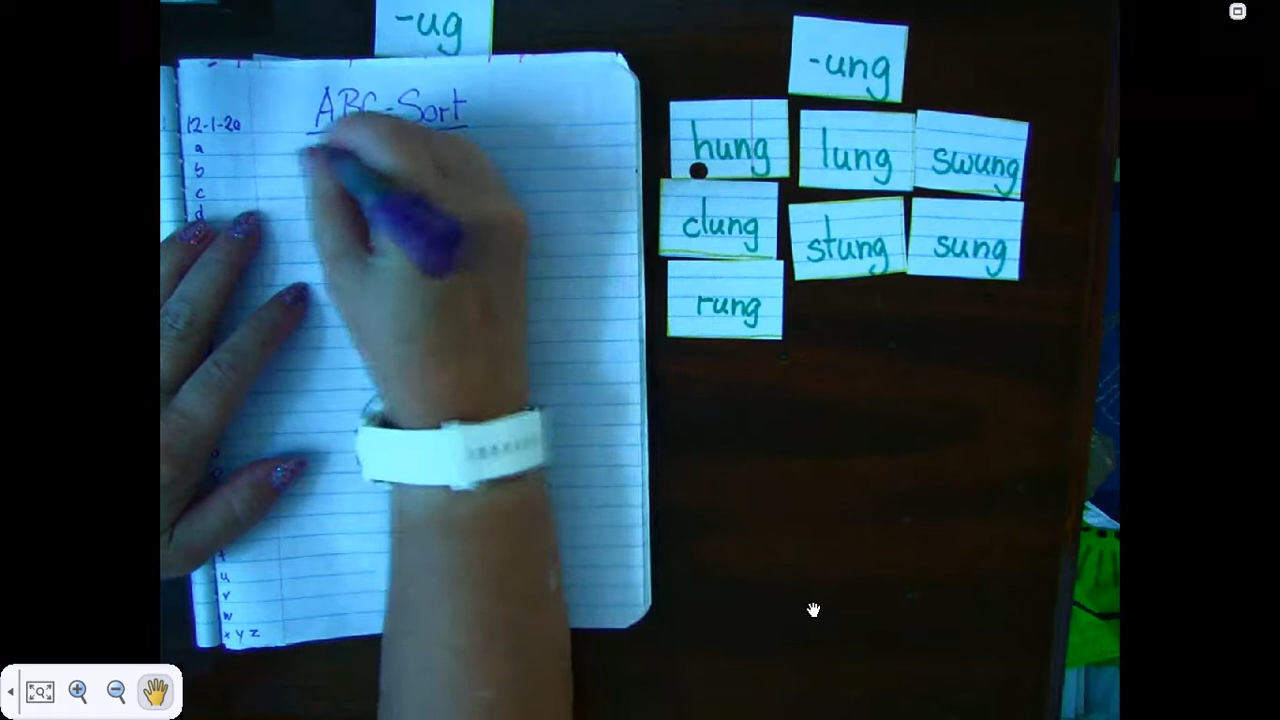 -ug
ABC-Sort
12-1-20
a
b
c
d
u
v
w
x y z
-ung
hung lung swung
clung stung sung
rung